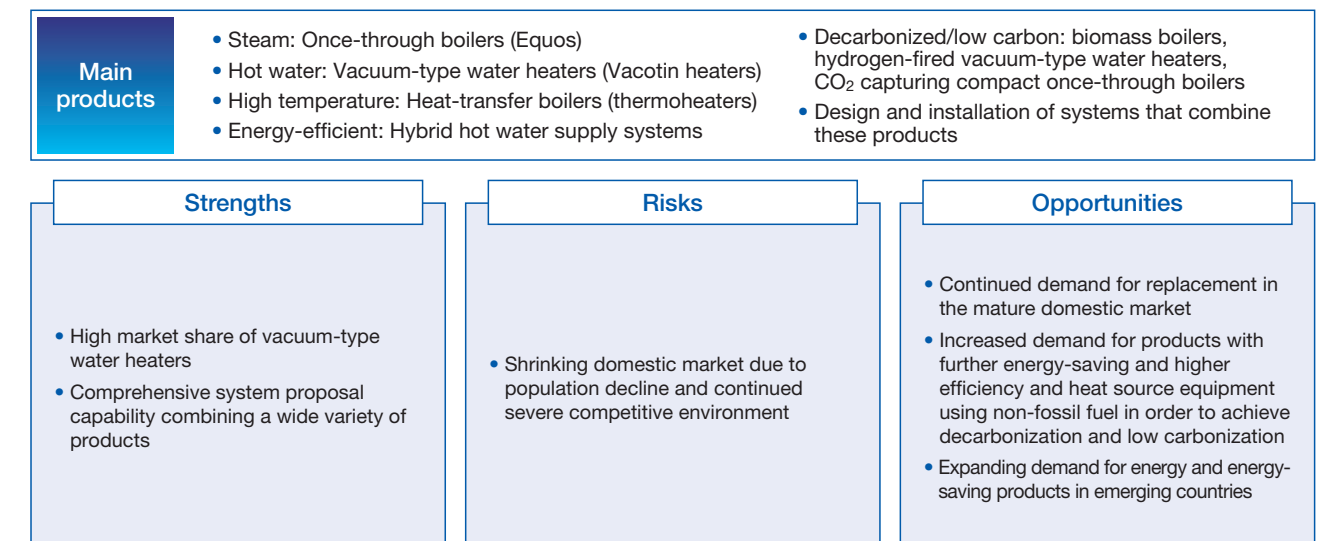 Main
products
• Steam: Once-through boilers (Equos)
• Hot water: Vacuum-type water heaters (Vacotin heaters)
• High temperature: Heat-transfer boilers (thermoheaters)
• Energy-efficient: Hybrid hot water supply systems
• Decarbonized/low carbon: biomass boilers,
hydrogen-fired vacuum-type water heaters,
CO₂ capturing compact once-through boilers
• Design and installation of systems that combine
these products
Strengths
• High market share of vacuum-type
water heaters
• Comprehensive system proposal
capability combining a wide variety of
products
Risks
• Shrinking domestic market due to
population decline and continued
severe competitive environment
Opportunities
• Continued demand for replacement in
the mature domestic market
• Increased demand for products with
further energy-saving and higher
efficiency and heat source equipment
using non-fossil fuel in order to achieve
decarbonization and low carbonization
• Expanding demand for energy and energy-
saving products in emerging countries